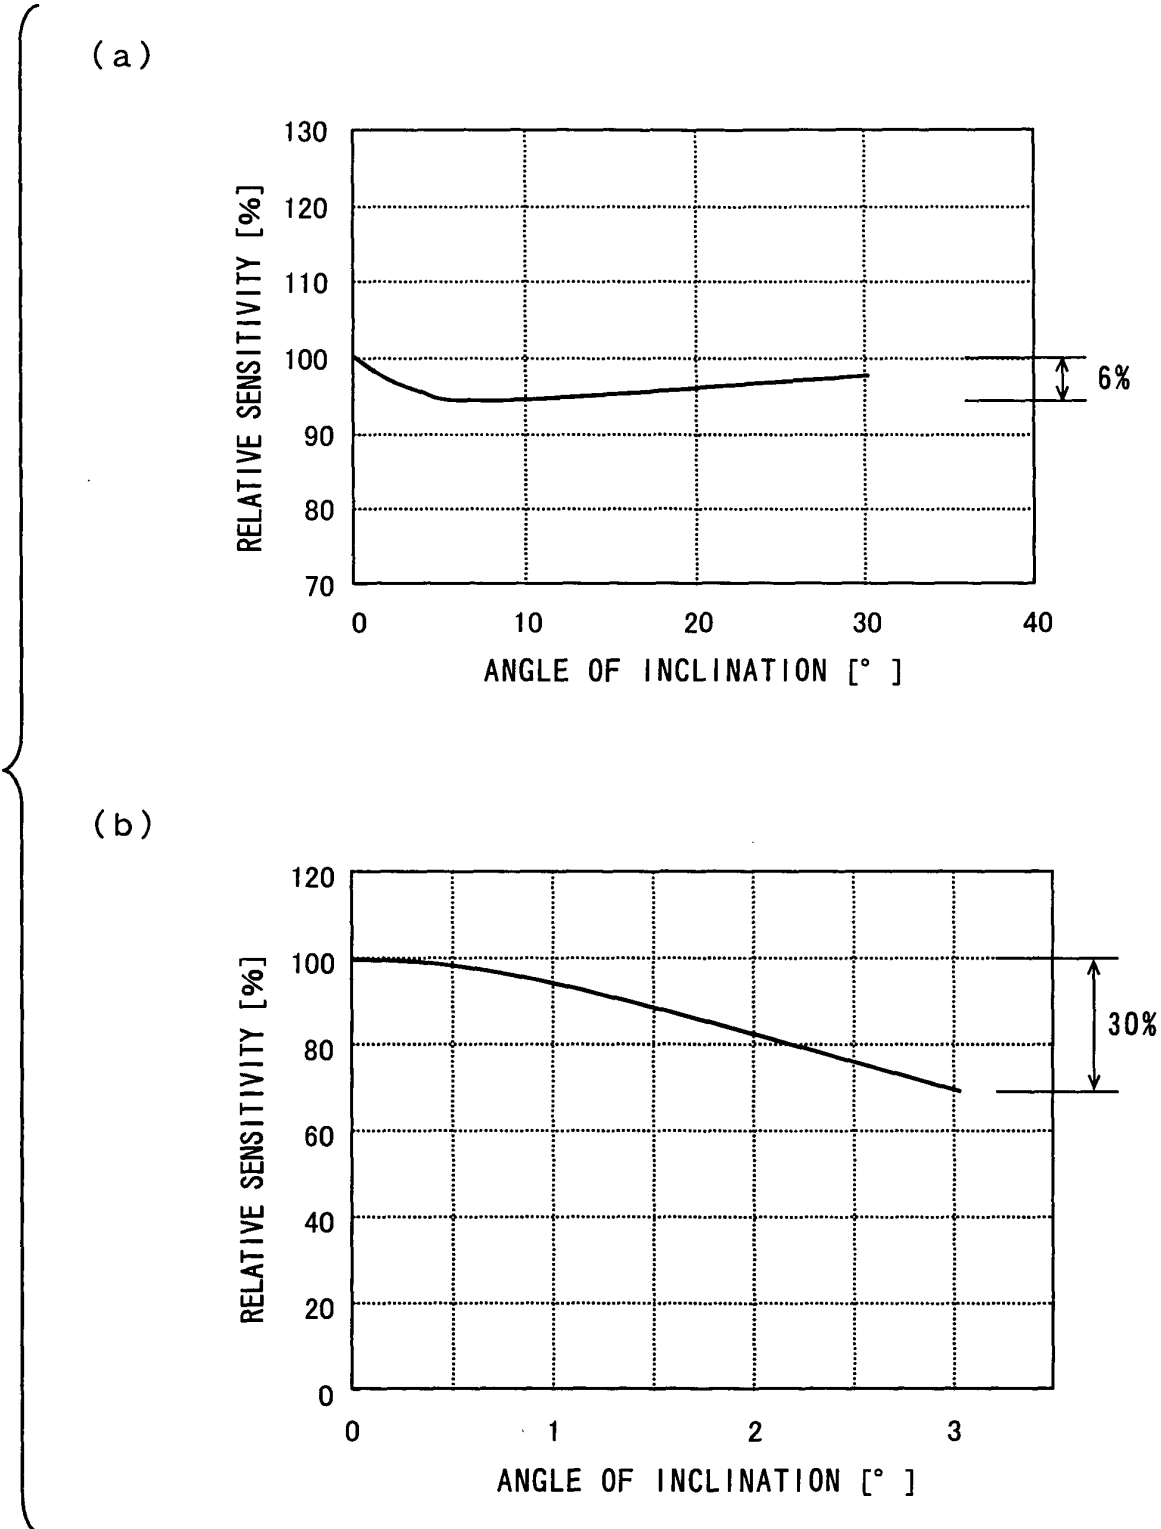 (a)
130
120
110
100
90
80
70
RELATIVE SENSITIVITY [%]
6%
0 10 20 30 40
ANGLE OF INCLINATION [° ]
(b)
120
100
80
60
40
20
0
RELATIVE SENSITIVITY [%]
30%
0 1 2 3
ANGLE OF INCLINATION [° ]